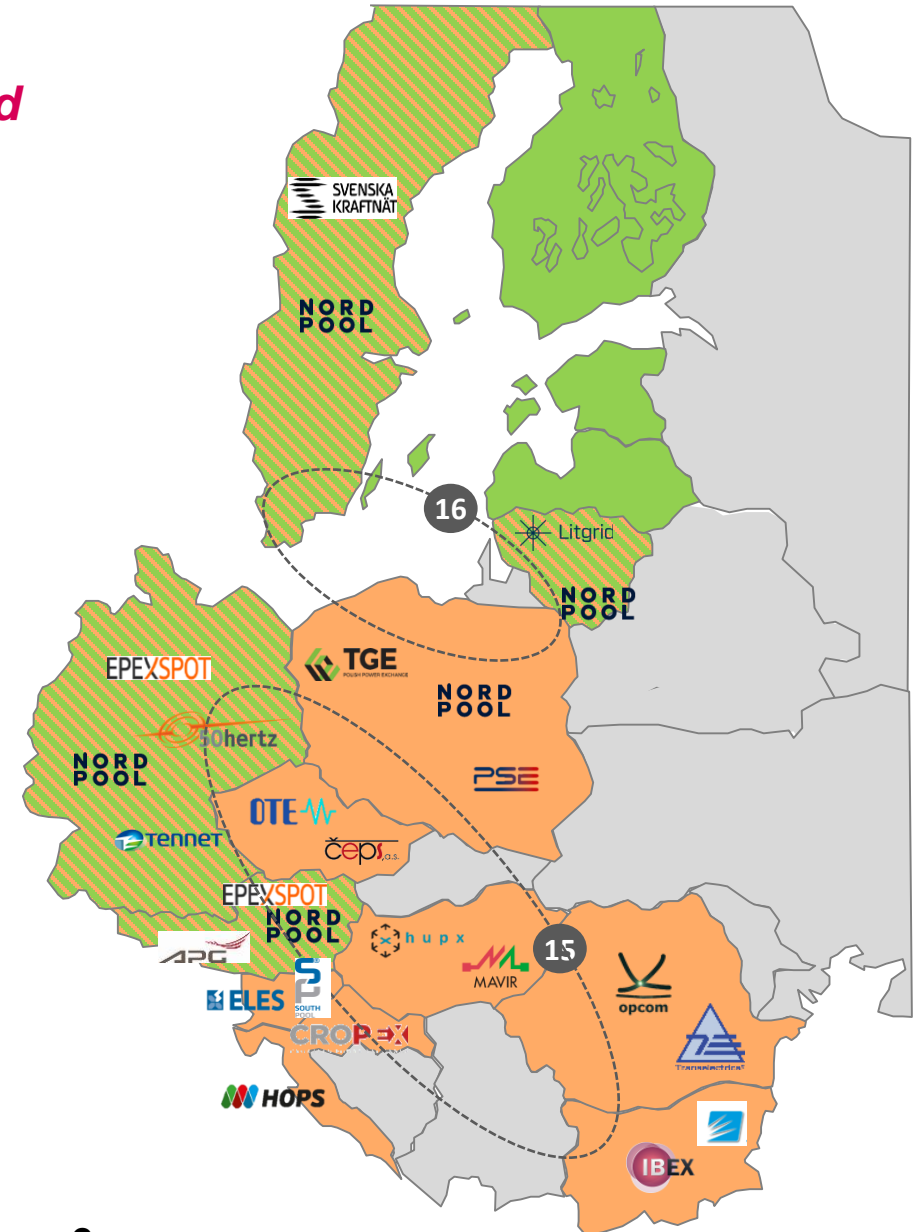 d
SVENSKA
KRAFTNÄT
NORD
POOL
16
Litgrid
NORD
POOL
EPEXSPOT
TGE
POLISH POWER EXCHANGE
NORD
POOL
50hertz
NORD
POOL
PSE
OTE
TENNET
čeps,a.s.
EPEXSPOT
NORD
POOL
APG
hupx
MAVIR
15
opcom
ELES
SP
SOUTH
POOL
CROPEX
Transelectrica®
HOPS
IBEX